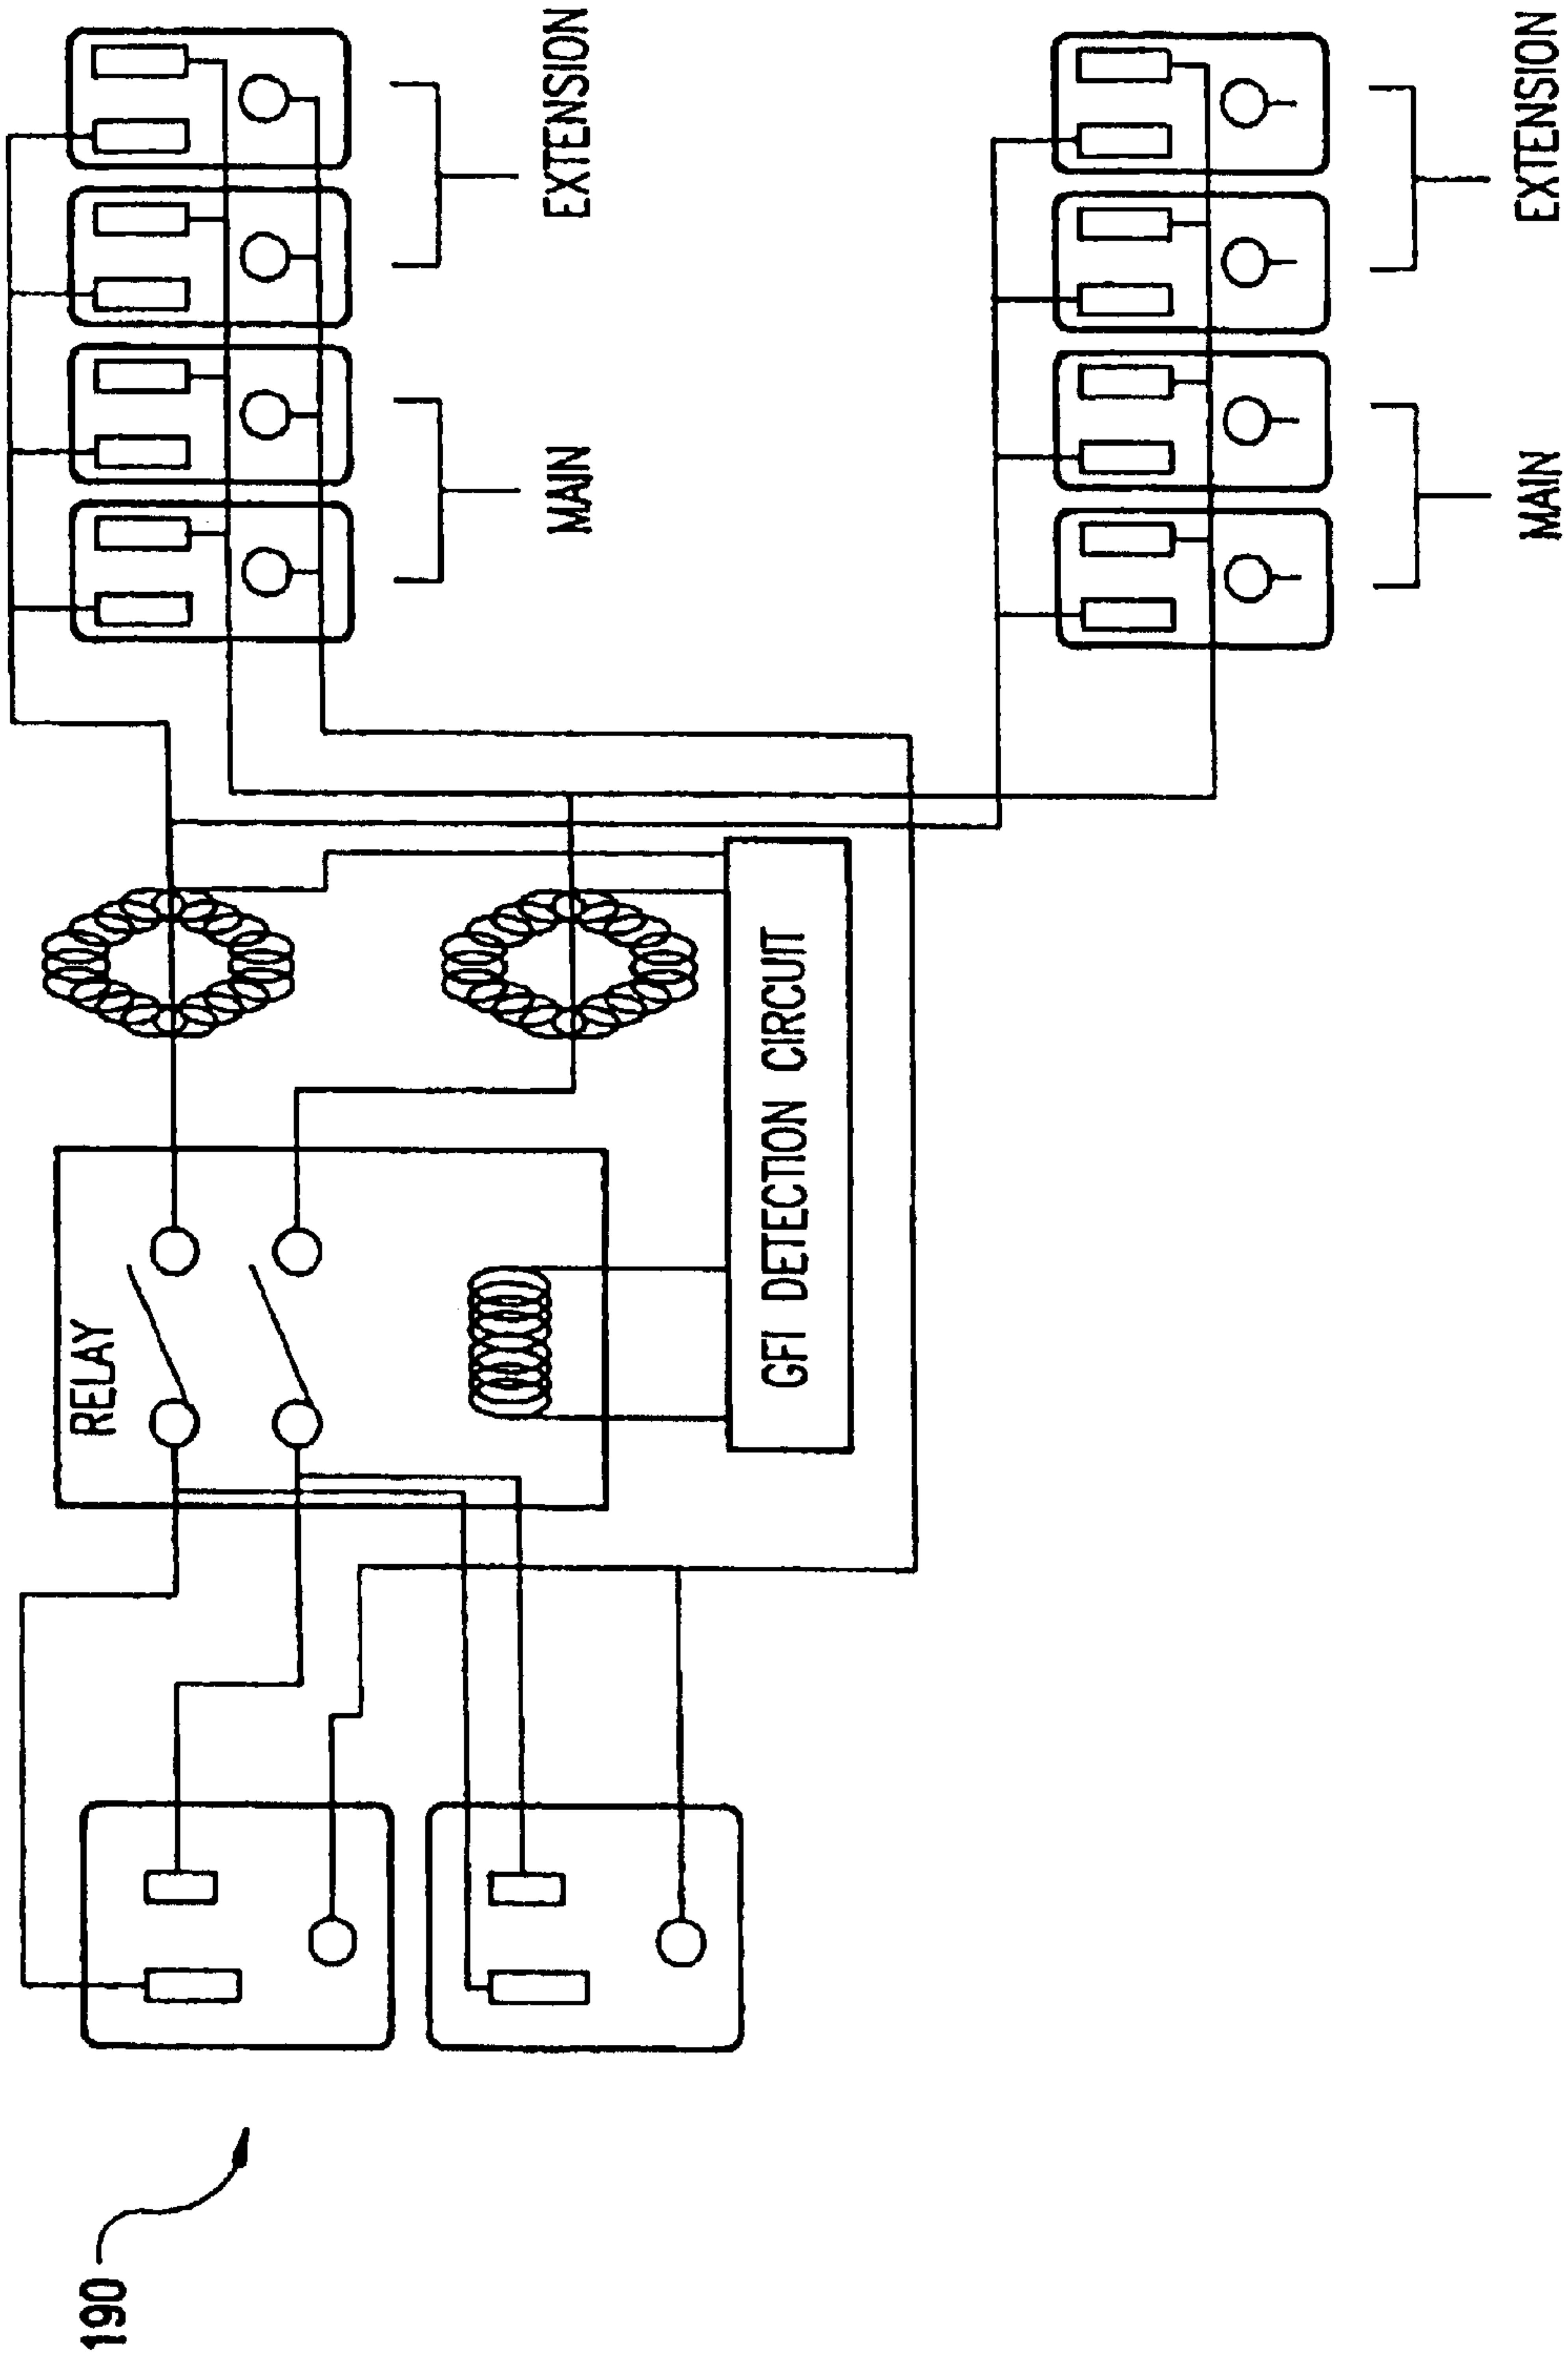 190
RELAY
GFI DETECTION CIRCUIT
MAIN
EXTENSION
MAIN
EXTENSION